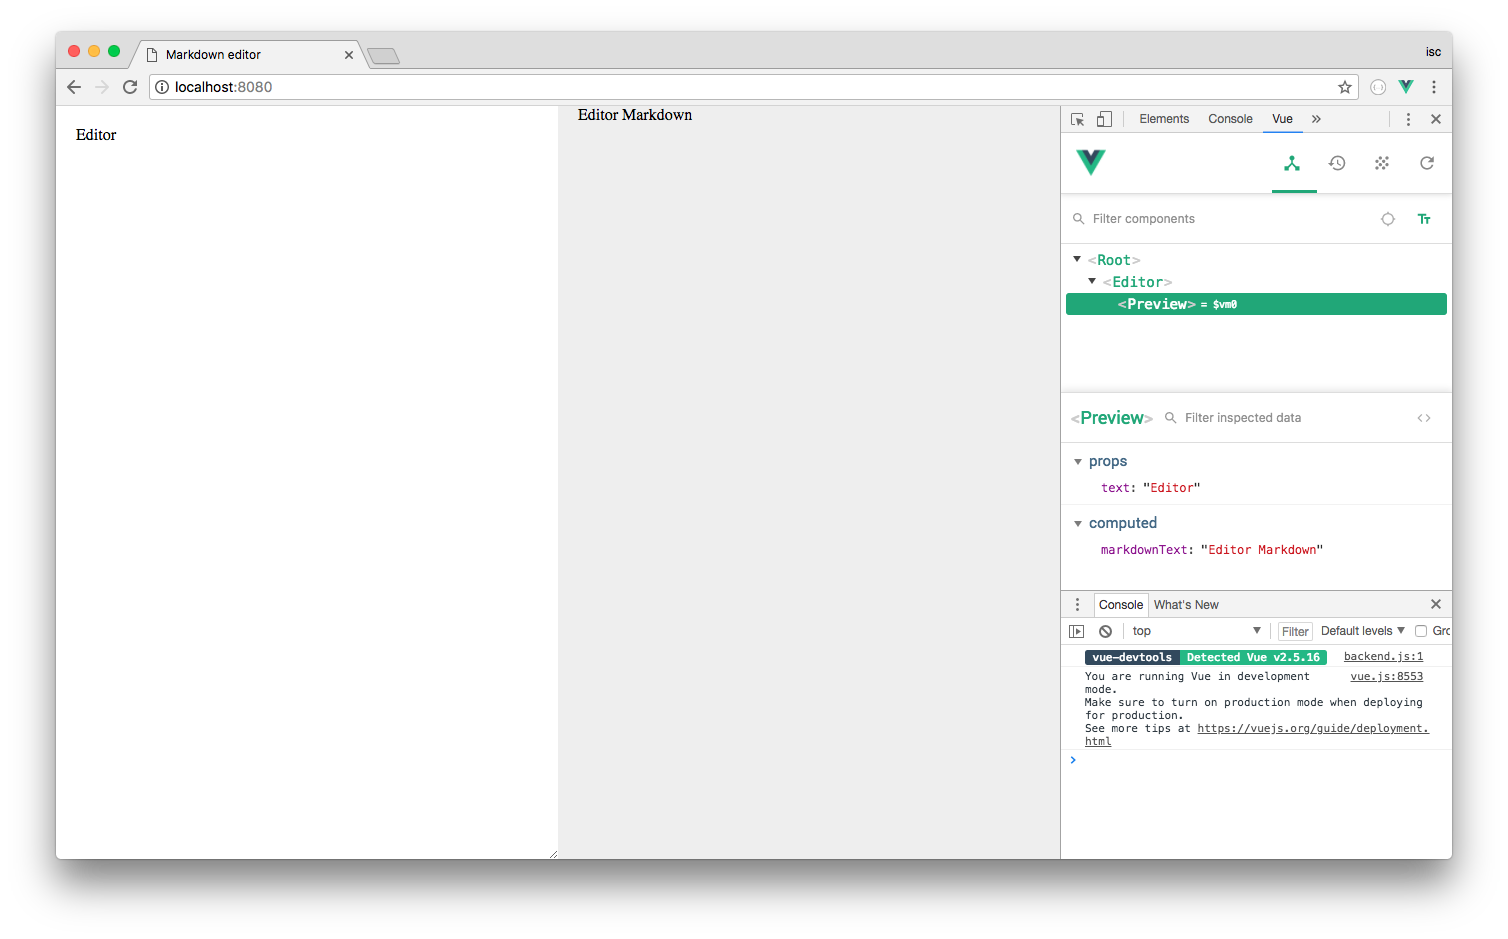 Markdown editor
isc
localhost:8080
Editor
Editor Markdown
Elements Console Vue »
Filter components
Tт
<Root>
<Editor>
<Preview> = $vm0
<Preview> Filter inspected data
props
text: "Editor"
computed
markdownText: "Editor Markdown"
Console What's New
top Filter Default levels Gro
vue-devtools Detected Vue v2.5.16 backend.js:1
You are running Vue in development vue.js:8553
mode.
Make sure to turn on production mode when deploying
for production.
See more tips at https://vuejs.org/guide/deployment.
html